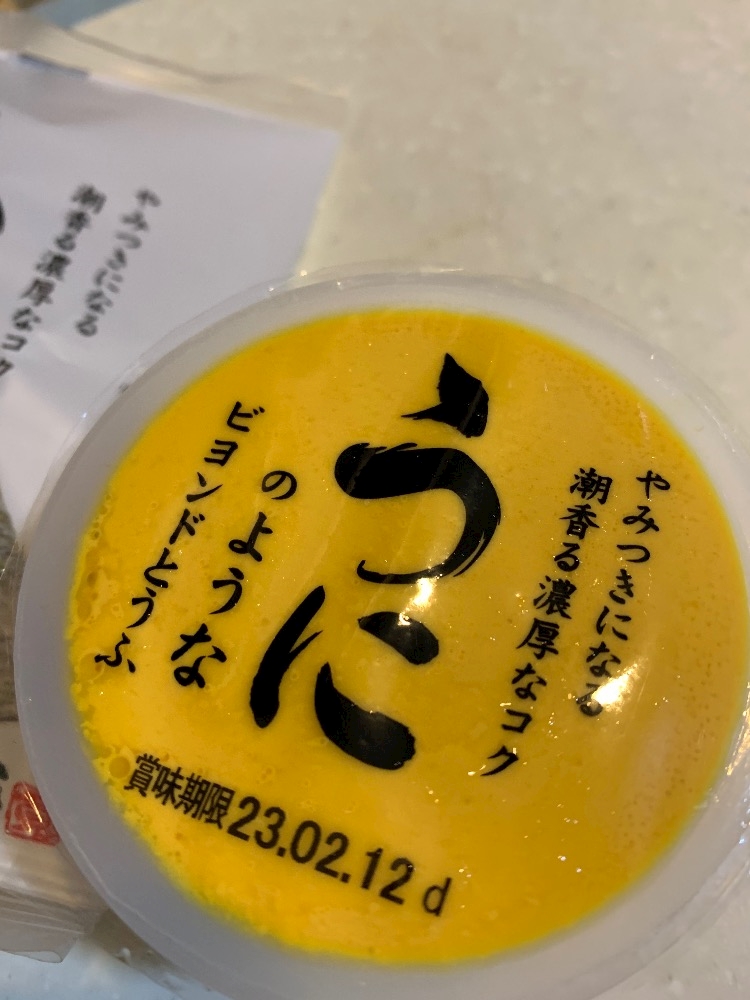 やみつきになる
潮香る濃厚なコク
うに
のような
ビヨンドとうふ
賞味期限23.02.12 d
やみつきになる
潮香る濃厚なコク